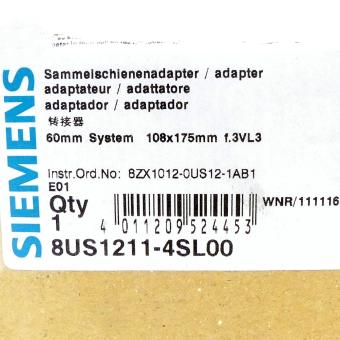 SIEMENS
Sammelschienenadapter / adapter
adaptateur / adattatore
adaptador / adaptador
转接器
60mm System 108x175mm f.3VL3
Instr.Ord.No: 8ZX1012-0US12-1AB1
E01
Qty
1
4 011209 524453
WNR/111116
8US1211-4SL00